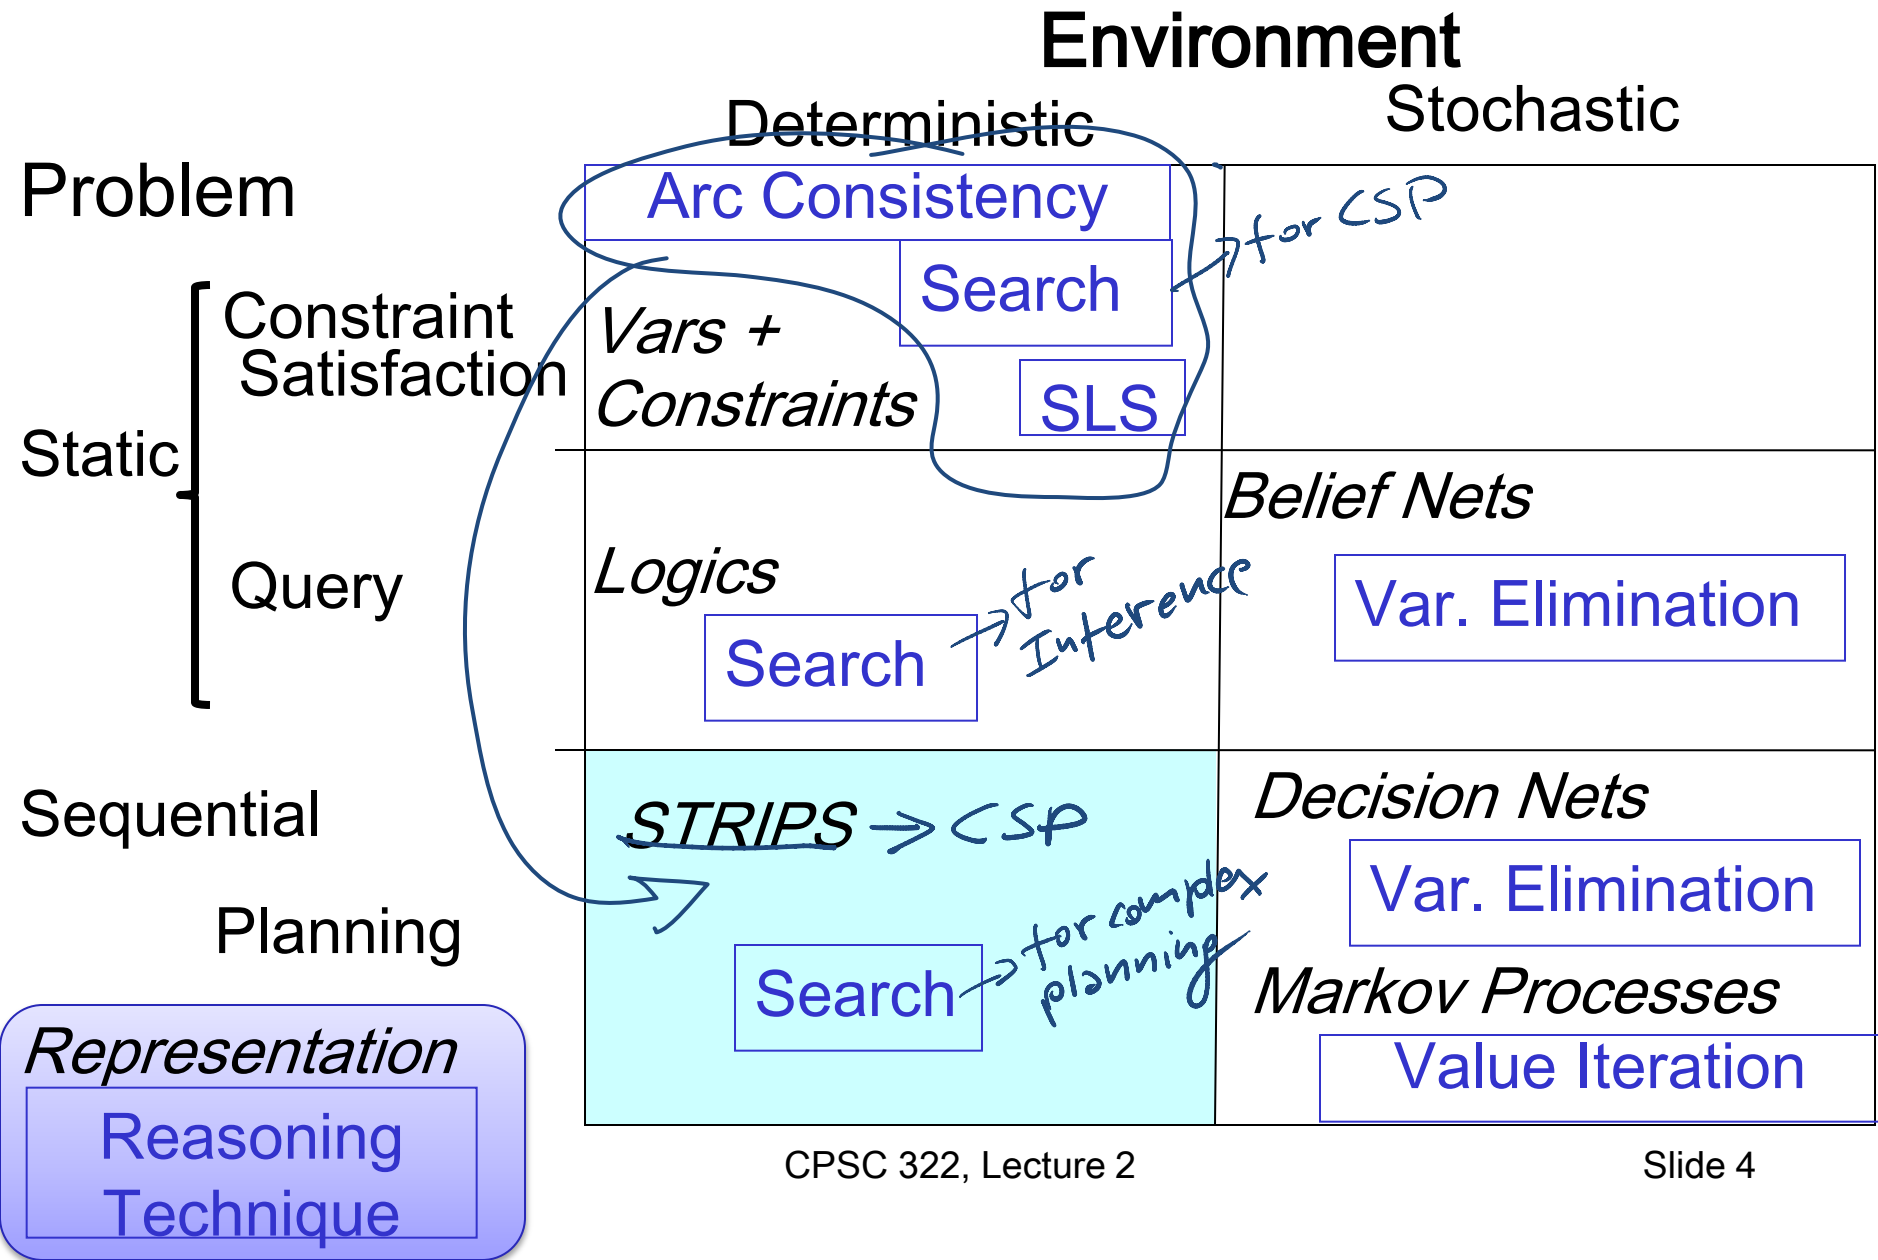 Environment
Deterministic
Stochastic
Problem
Arc Consistency
Search
for CSP
Constraint
Satisfaction
Vars +
Constraints
SLS
Static
Belief Nets
Query
Logics
Search
for
Inference
Var. Elimination
Sequential
STRIPS → CSP
Decision Nets
Var. Elimination
Planning
Search
for complex
planning
Markov Processes
Value Iteration
Representation
Reasoning
Technique
CPSC 322, Lecture 2
Slide 4